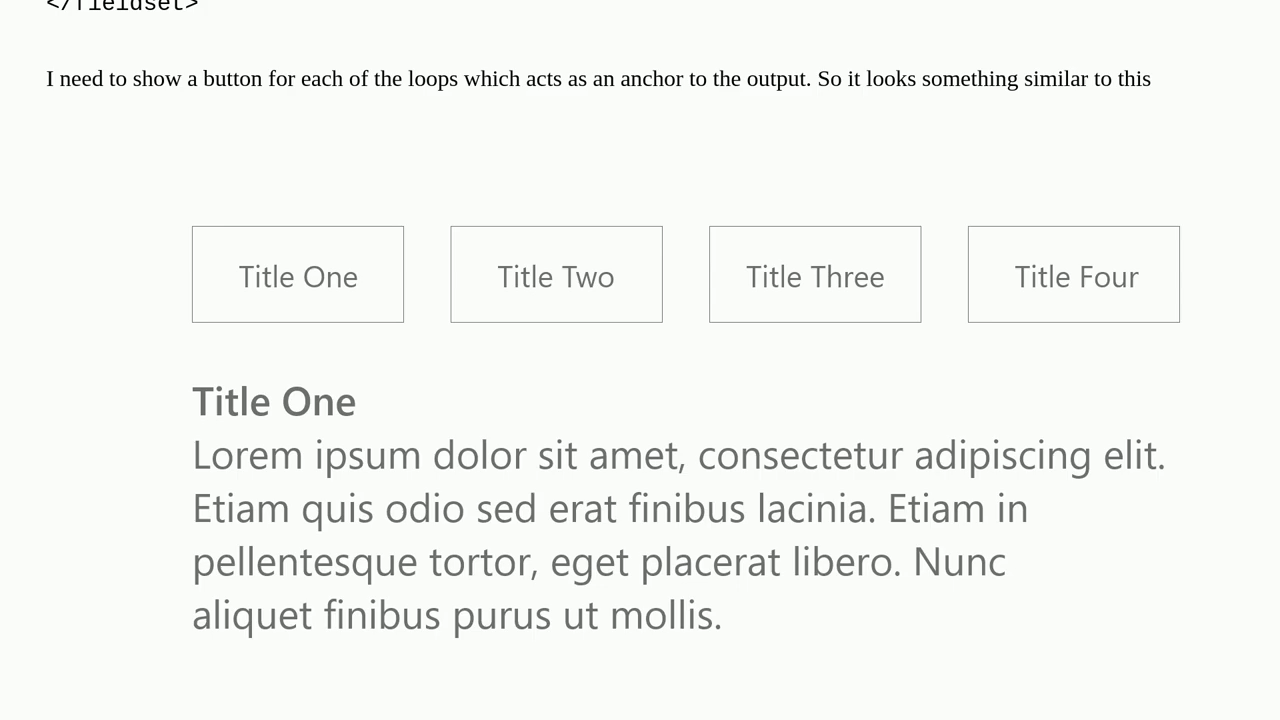 </fieldset>
I need to show a button for each of the loops which acts as an anchor to the output. So it looks something similar to this
Title One Title Two Title Three Title Four
Title One
Lorem ipsum dolor sit amet, consectetur adipiscing elit.
Etiam quis odio sed erat finibus lacinia. Etiam in
pellentesque tortor, eget placerat libero. Nunc
aliquet finibus purus ut mollis.